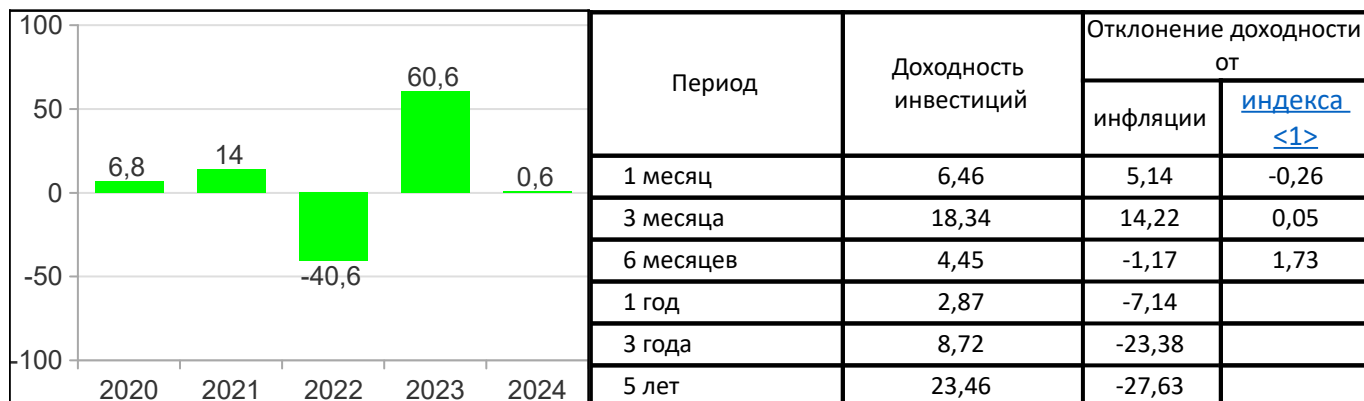 100
50
0
-50
-100
6,8
14
-40,6
60,6
0,6
2020 2021 2022 2023 2024
Период
Доходность
инвестиций
Отклонение доходности
от
инфляции
индекса
<1>
1 месяц 6,46 5,14 -0,26
3 месяца 18,34 14,22 0,05
6 месяцев 4,45 -1,17 1,73
1 год 2,87 -7,14
3 года 8,72 -23,38
5 лет 23,46 -27,63